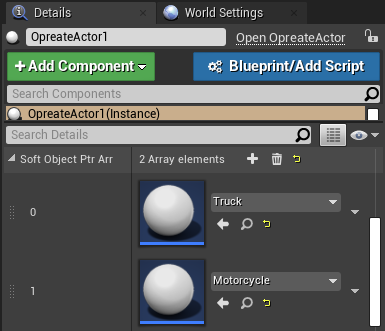 Details
World Settings
OpreateActor1
Open OpreateActor
+Add Component
Blueprint/Add Script
Search Components
OpreateActor1(Instance)
Search Details
Soft Object Ptr Arr
2 Array elements
0
Truck
1
Motorcycle